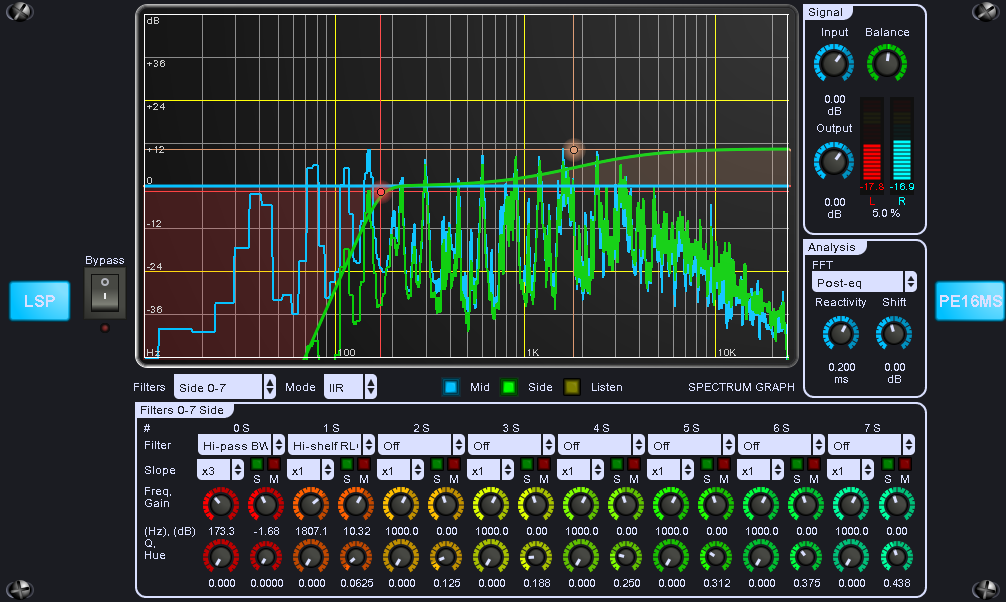 dB
+36
+24
+12
0
-12
-24
-36
Hz
100
1K
10K
Signal
Input Balance
0.00
dB
Output
0.00
dB
-17.8 -16.9
L R
5.0 %
Analysis
FFT
Post-eq
Reactivity Shift
0.200 0.00
ms dB
LSP
Bypass
PE16MS
Filters Side 0-7 Mode IIR Mid Side Listen SPECTRUM GRAPH
Filters 0-7 Side
# 0 S 1 S 2 S 3 S 4 S 5 S 6 S 7 S
Filter Hi-pass BW Hi-shelf RL Off Off Off Off Off Off
Slope x3 x1 x1 x1 x1 x1 x1 x1
S M S M S M S M S M S M S M S M
Freq,
Gain
(Hz), (dB) 173.3 -1.68 1807.1 10.32 1000.0 0.00 1000.0 0.00 1000.0 0.00 1000.0 0.00 1000.0 0.00 1000.0 0.00
Q
Hue
0.000 0.0000 0.000 0.0625 0.000 0.125 0.000 0.188 0.000 0.250 0.000 0.312 0.000 0.375 0.000 0.438